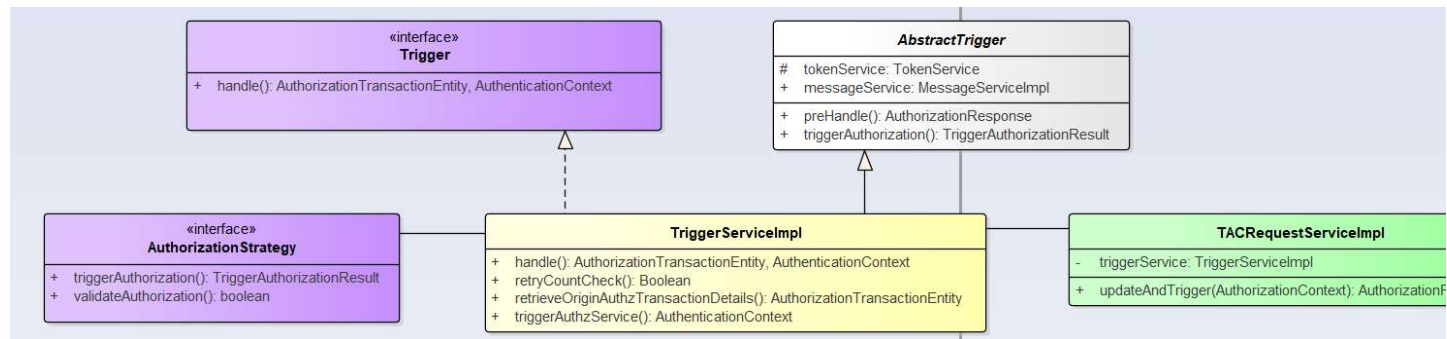 «interface»
Trigger
+ handle(): AuthorizationTransactionEntity, AuthenticationContext
AbstractTrigger
# tokenService: TokenService
+ messageService: MessageServiceImpl
+ preHandle(): AuthorizationResponse
+ triggerAuthorization(): TriggerAuthorizationResult
«interface»
AuthorizationStrategy
+ triggerAuthorization(): TriggerAuthorizationResult
+ validateAuthorization(): boolean
TriggerServiceImpl
+ handle(): AuthorizationTransactionEntity, AuthenticationContext
+ retryCountCheck(): Boolean
+ retrieveOriginAuthzTransactionDetails(): AuthorizationTransactionEntity
+ triggerAuthzService(): AuthenticationContext
TACRequestServiceImpl
- triggerService: TriggerServiceImpl
+ updateAndTrigger(AuthorizationContext):